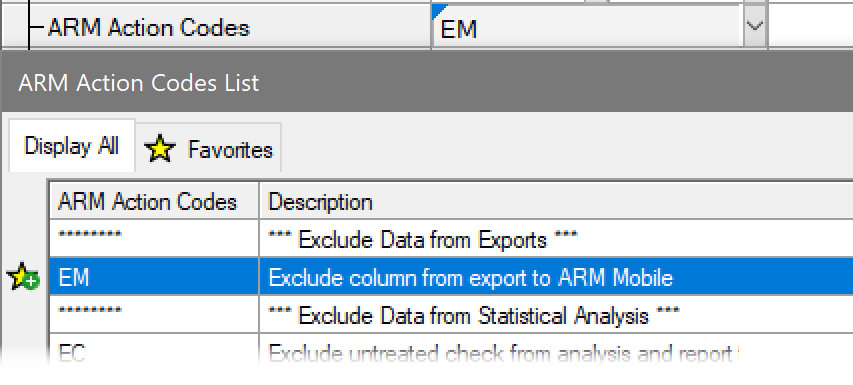 ARM Action Codes EM
ARM Action Codes List
Display All Favorites
ARM Action Codes Description
******** *** Exclude Data from Exports ***
EM Exclude column from export to ARM Mobile
******** *** Exclude Data from Statistical Analysis ***
EC Exclude untreated check from analysis and report